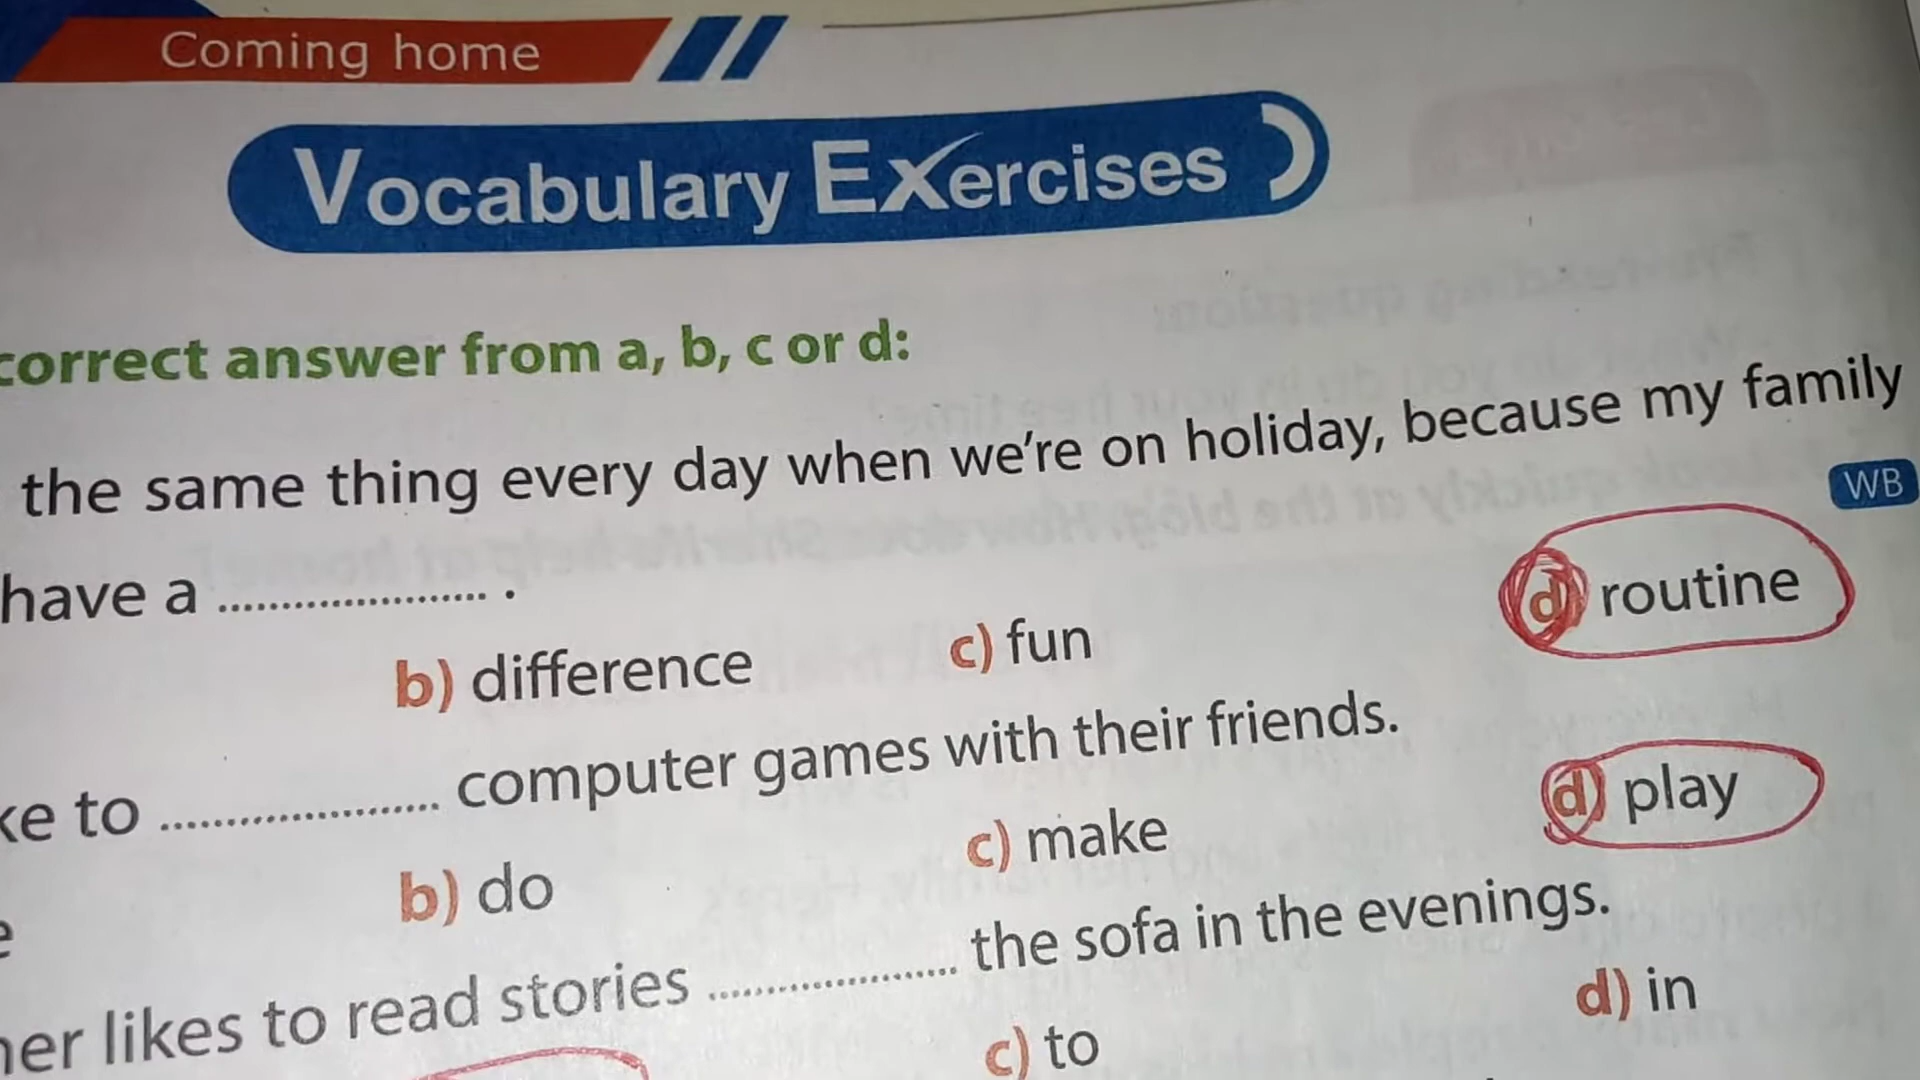 Coming home
Vocabulary Exercises
correct answer from a, b, c or d:
the same thing every day when we're on holiday, because my family
WB
have a ..................... .
b) difference c) fun d) routine
to ..................... computer games with their friends.
b) do c) make d) play
likes to read stories ..................... the sofa in the evenings.
c) to d) in